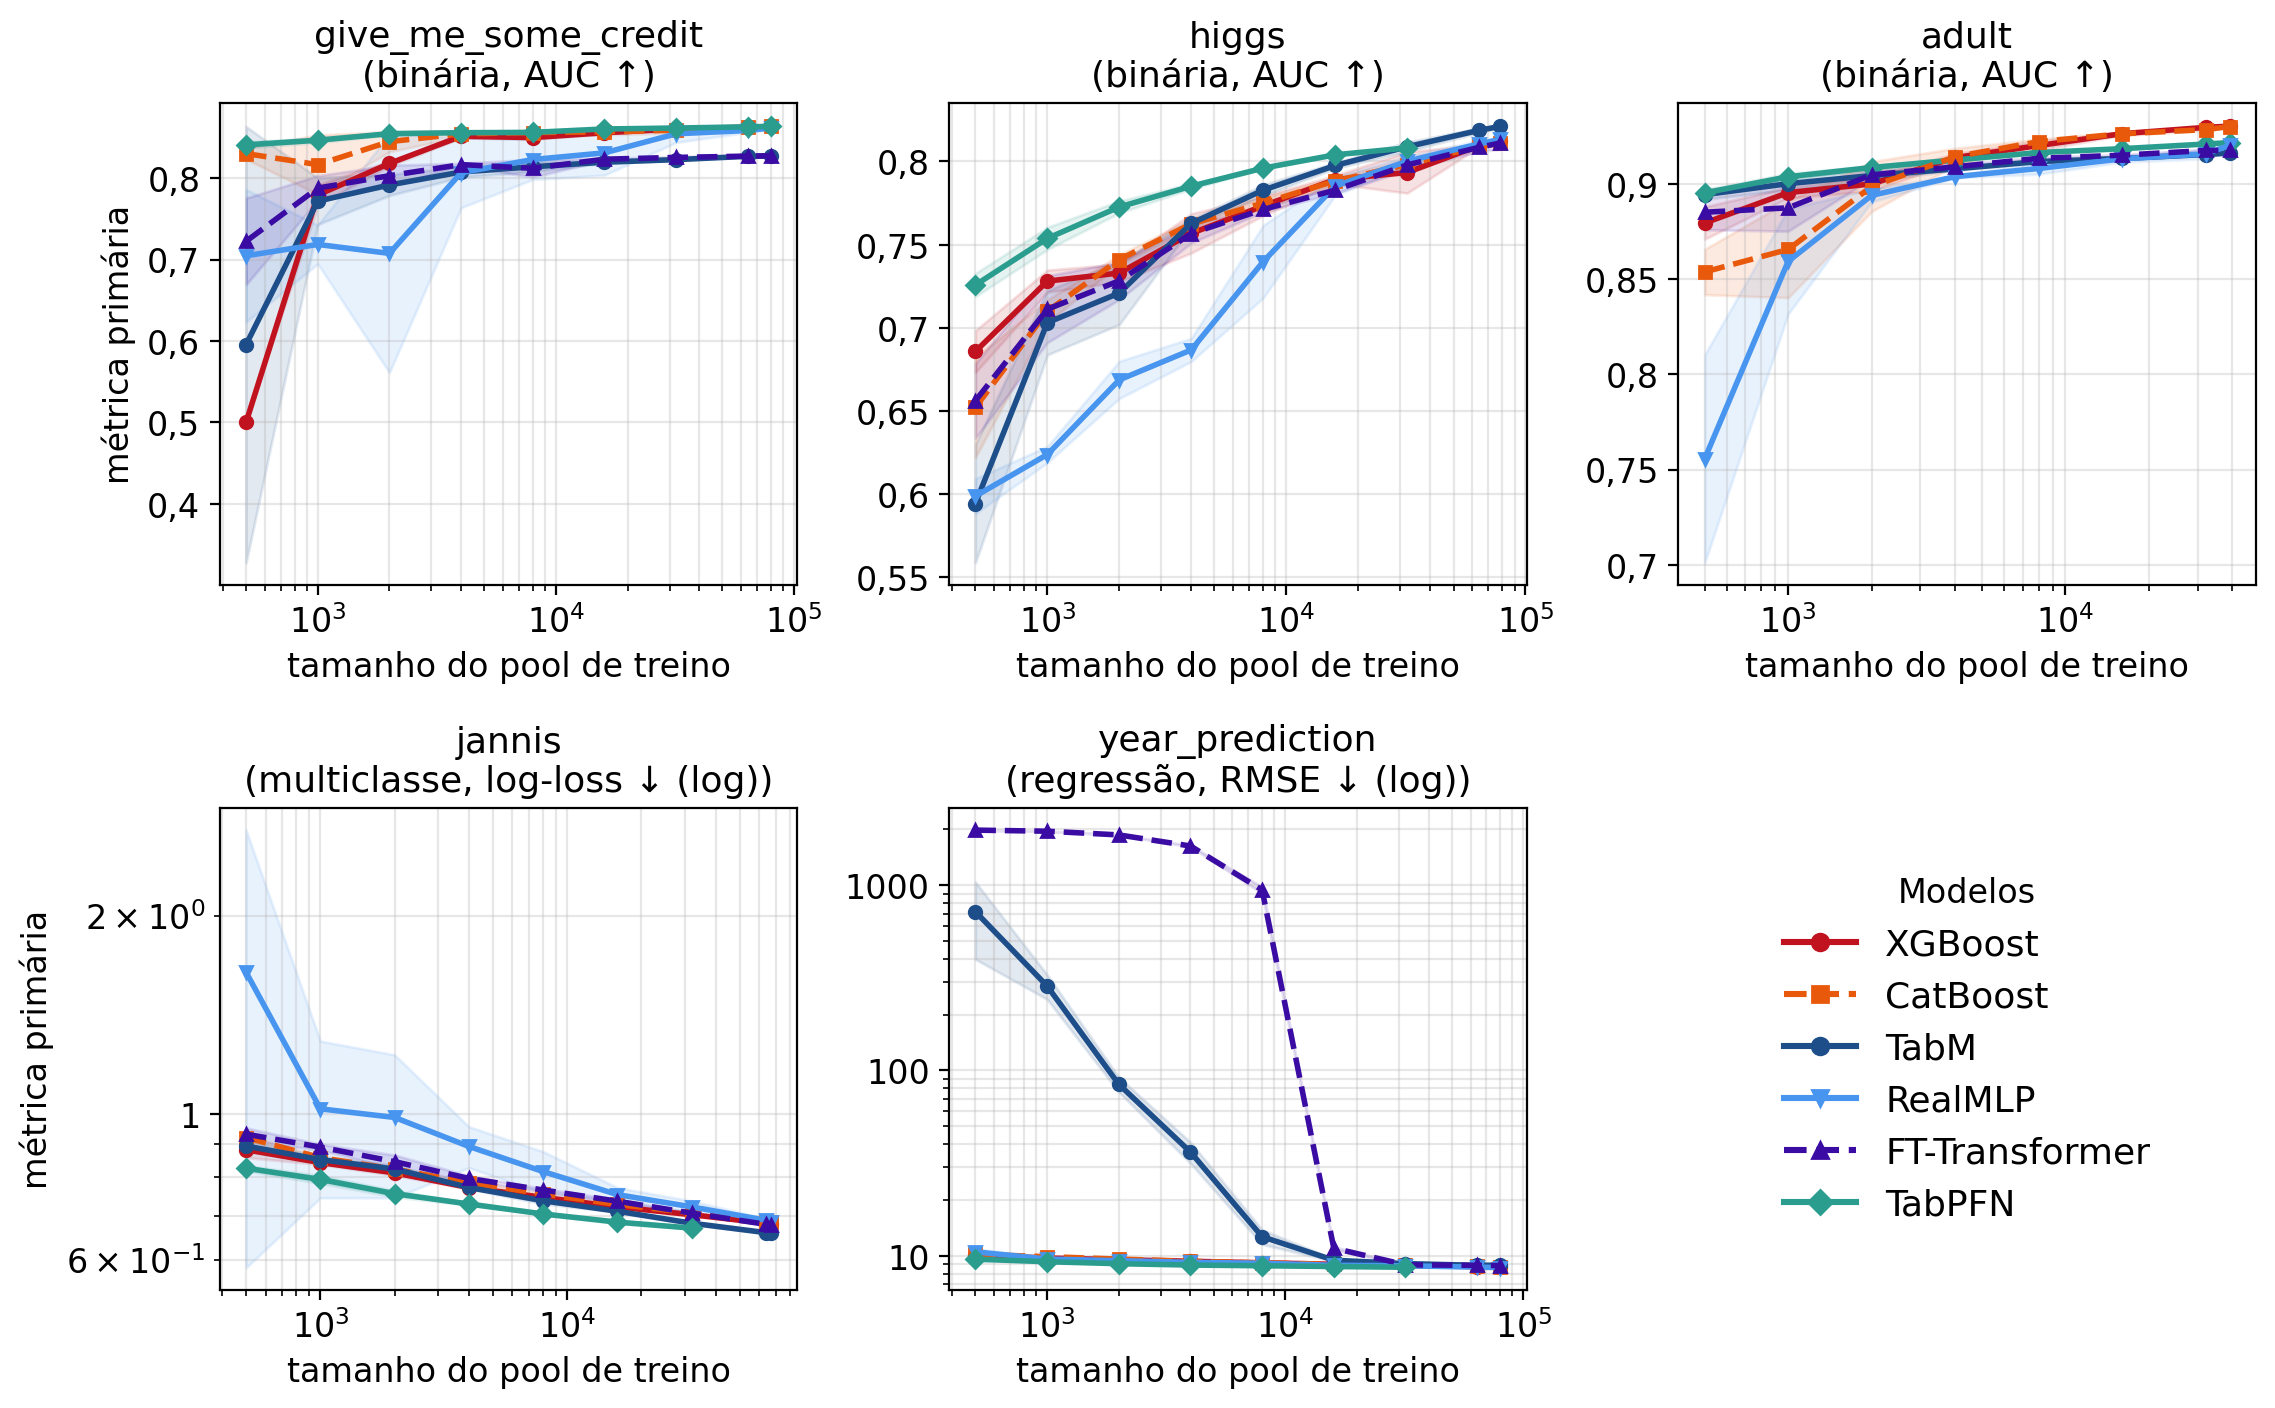 give_me_some_credit
(binária, AUC ↑)
métrica primária
0,8
0,7
0,6
0,5
0,4
10³
10⁴
10⁵
tamanho do pool de treino
higgs
(binária, AUC ↑)
0,8
0,75
0,7
0,65
0,6
0,55
10³
10⁴
10⁵
tamanho do pool de treino
adult
(binária, AUC ↑)
0,9
0,85
0,8
0,75
0,7
10³
10⁴
tamanho do pool de treino
jannis
(multiclasse, log-loss ↓ (log))
métrica primária
2 × 10⁰
1
6 × 10⁻¹
10³
10⁴
tamanho do pool de treino
year_prediction
(regressão, RMSE ↓ (log))
1000
100
10
10³
10⁴
10⁵
tamanho do pool de treino
Modelos
XGBoost
CatBoost
TabM
RealMLP
FT-Transformer
TabPFN